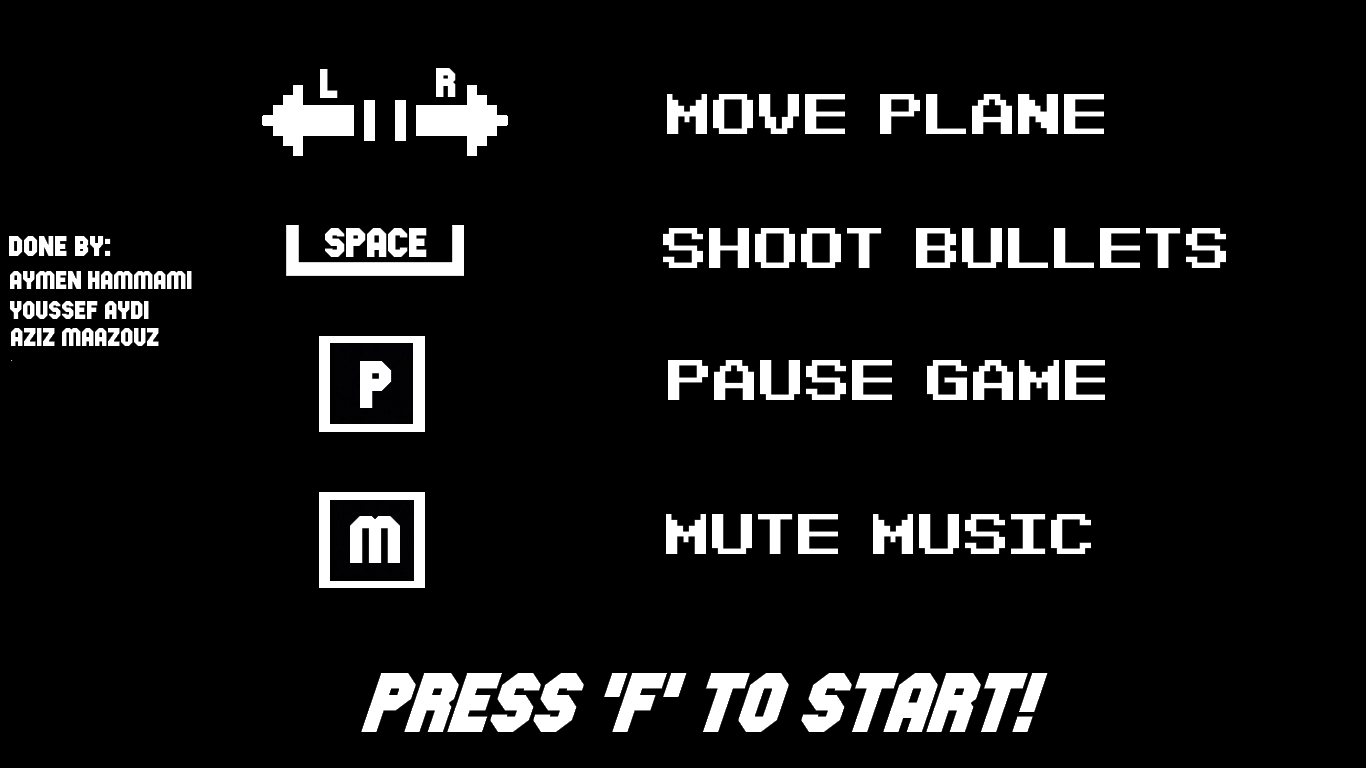 L R
MOVE PLANE
SPACE
SHOOT BULLETS
DONE BY:
AYMEN HAMMAMI
YOUSSEF AYDI
AZIZ MAAZOUZ
P
PAUSE GAME
M
MUTE MUSIC
PRESS 'F' TO START!